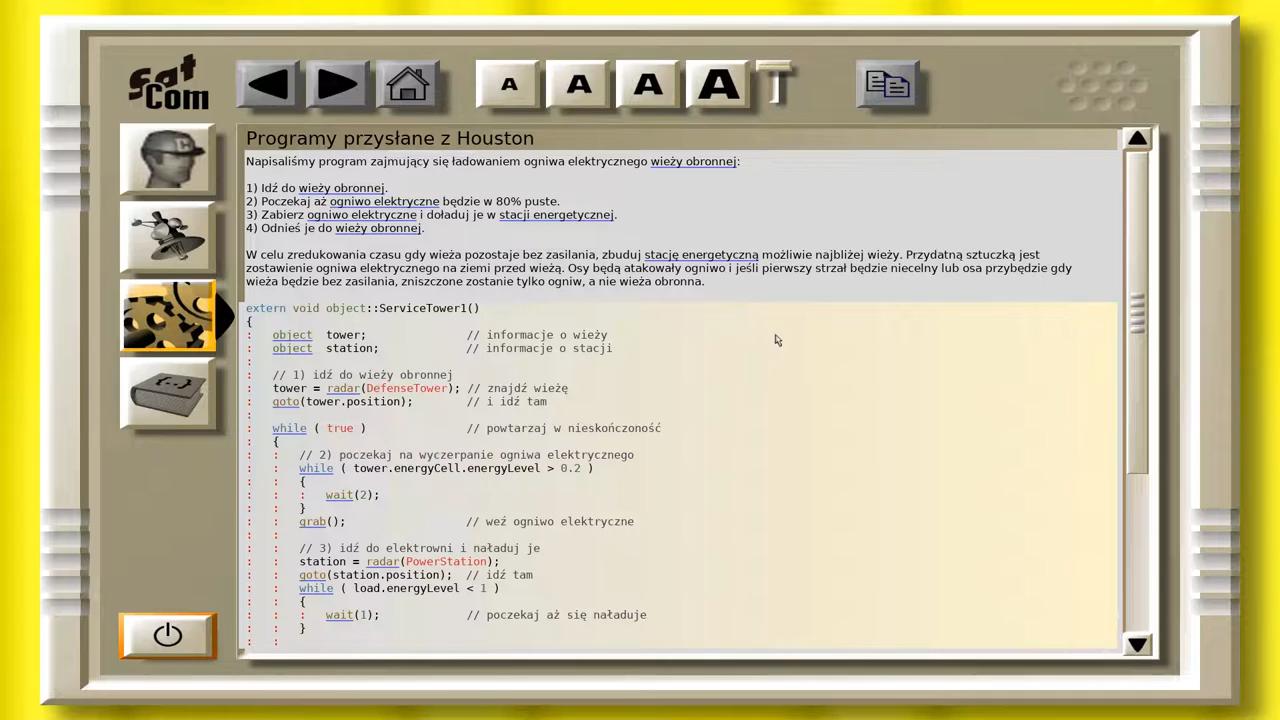 Sat
Com
A A A A T
Programy przysłane z Houston
Napisaliśmy program zajmujący się ładowaniem ogniwa elektrycznego wieży obronnej:
1) Idź do wieży obronnej.
2) Poczekaj aż ogniwo elektryczne będzie w 80% puste.
3) Zabierz ogniwo elektryczne i doładuj je w stacji energetycznej.
4) Odnieś je do wieży obronnej.
W celu zredukowania czasu gdy wieża pozostaje bez zasilania, zbuduj stację energetyczną możliwie najbliżej wieży. Przydatną sztuczką jest
zostawienie ogniwa elektrycznego na ziemi przed wieżą. Osy będą atakowały ogniwo i jeśli pierwszy strzał będzie niecelny lub osa przybędzie gdy
wieża będzie bez zasilania, zniszczone zostanie tylko ogniw, a nie wieża obronna.
extern void object::ServiceTower1()
{
: object tower; // informacje o wieży
: object station; // informacje o stacji
:
: // 1) idź do wieży obronnej
: tower = radar(DefenseTower); // znajdź wieżę
: goto(tower.position); // i idź tam
:
: while ( true ) // powtarzaj w nieskończoność
: {
: : // 2) poczekaj na wyczerpanie ogniwa elektrycznego
: : while ( tower.energyCell.energyLevel > 0.2 )
: : {
: : : wait(2);
: : }
: : grab(); // weź ogniwo elektryczne
: :
: : // 3) idź do elektrowni i naładuj je
: : station = radar(PowerStation);
: : goto(station.position); // idź tam
: : while ( load.energyLevel < 1 )
: : {
: : : wait(1); // poczekaj aż się naładuje
: : }
: :